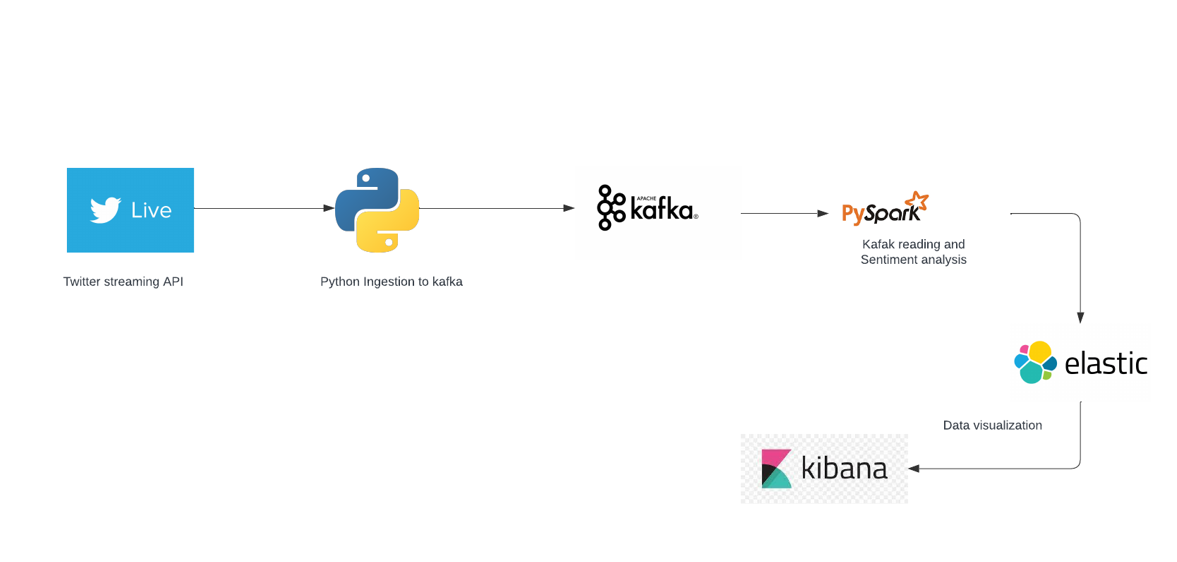 Live
Twitter streaming API
Python Ingestion to kafka
APACHE
kafka®
PySpark
Kafak reading and
Sentiment analysis
elastic
Data visualization
kibana